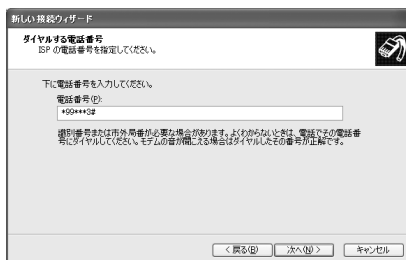 新しい接続ウィザード
ダイヤルする電話番号
ISP の電話番号を指定してください。
下に電話番号を入力してください。
電話番号(P):
*99***3#
識別番号または市外局番が必要な場合があります。よくわからないときは、電話でその電話番
号にダイヤルしてください。モデムの音が聞こえる場合はダイヤルしたその番号が正解です。
< 戻る(B)
次へ(N) >
キャンセル